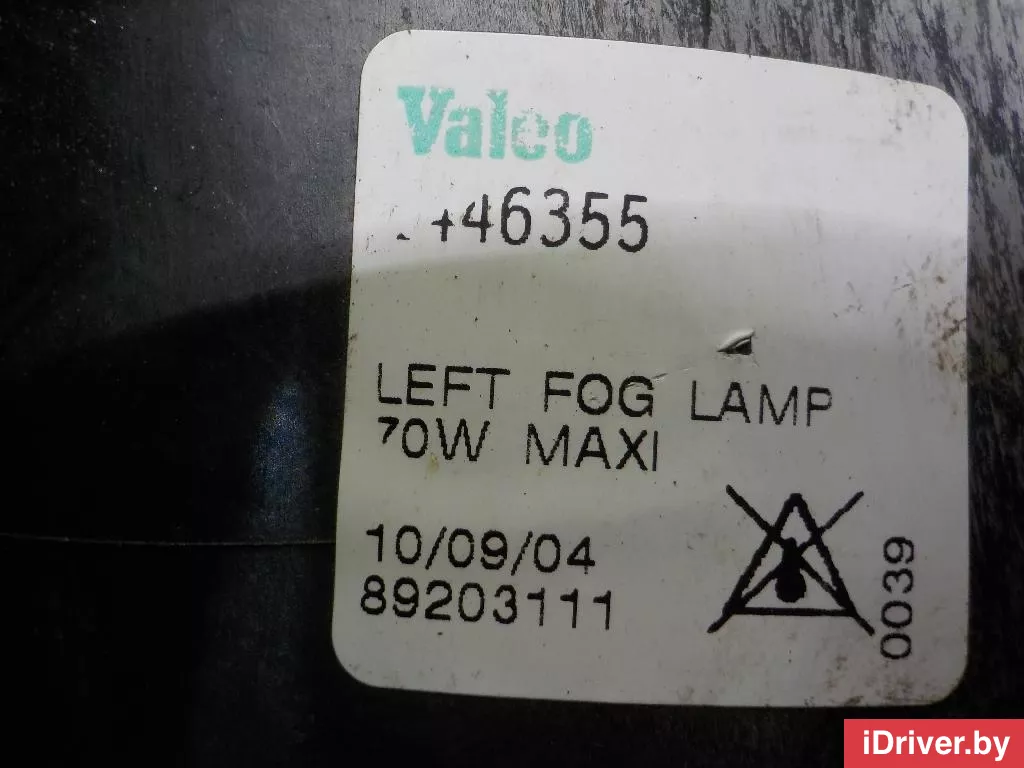 Valeo
46355
LEFT FOG LAMP
70W MAXI
10/09/04
89203111
0039
iDriver.by